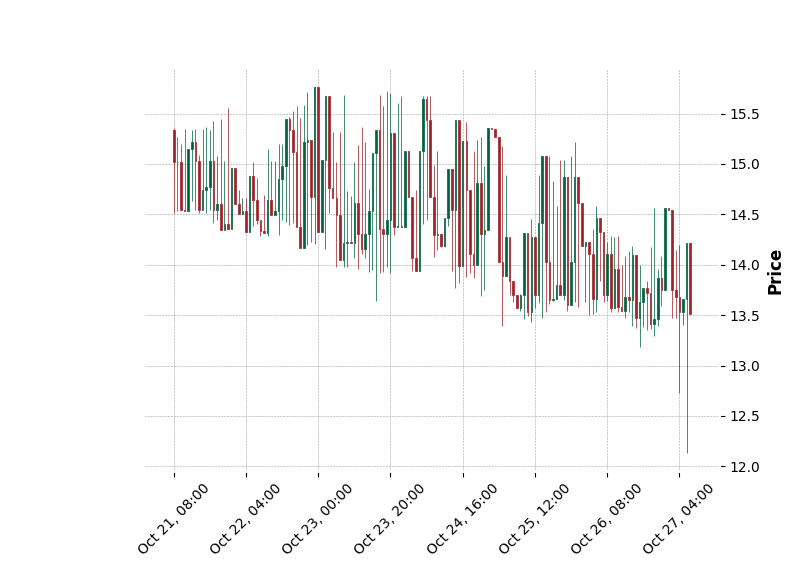 15.5
15.0
14.5
14.0
13.5
13.0
12.5
12.0
Price
Oct 21, 08:00
Oct 22, 04:00
Oct 23, 00:00
Oct 23, 20:00
Oct 24, 16:00
Oct 25, 12:00
Oct 26, 08:00
Oct 27, 04:00